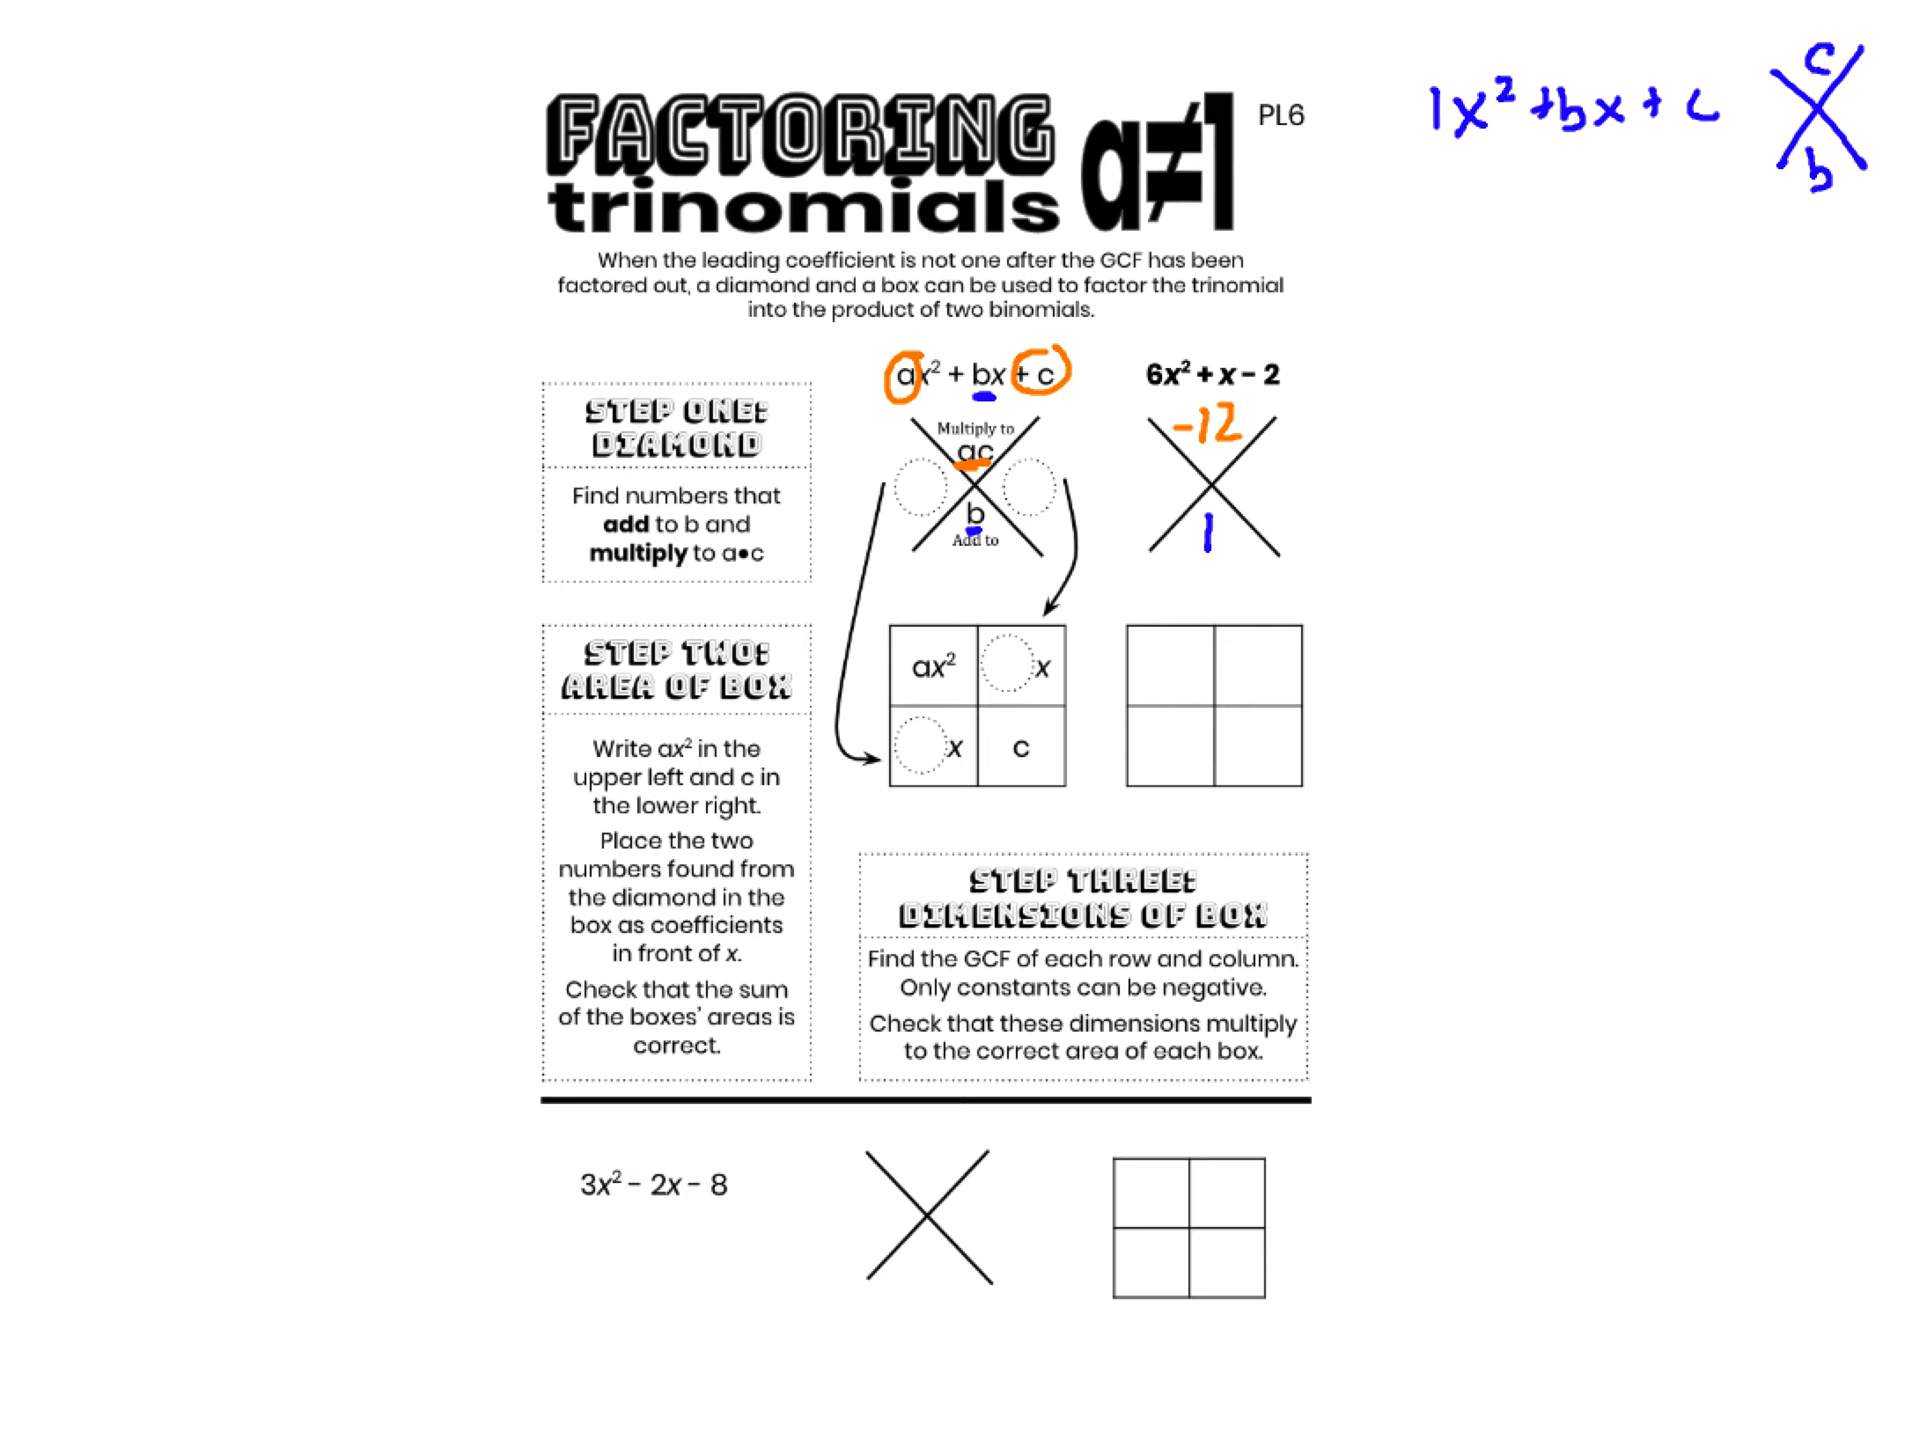 FACTORING
trinomials a≠1
PL6
1x² + bx + c
c
b
When the leading coefficient is not one after the GCF has been
factored out, a diamond and a box can be used to factor the trinomial
into the product of two binomials.
ax² + bx + c
6x² + x - 2
STEP ONE:
DIAMOND
Find numbers that
add to b and
multiply to a•c
Multiply to
ac
b
Add to
-12
1
STEP TWO:
AREA OF BOX
Write ax² in the
upper left and c in
the lower right.
Place the two
numbers found from
the diamond in the
box as coefficients
in front of x.
Check that the sum
of the boxes' areas is
correct.
ax² x
x c
STEP THREE:
DIMENSIONS OF BOX
Find the GCF of each row and column.
Only constants can be negative.
Check that these dimensions multiply
to the correct area of each box.
3x² - 2x - 8